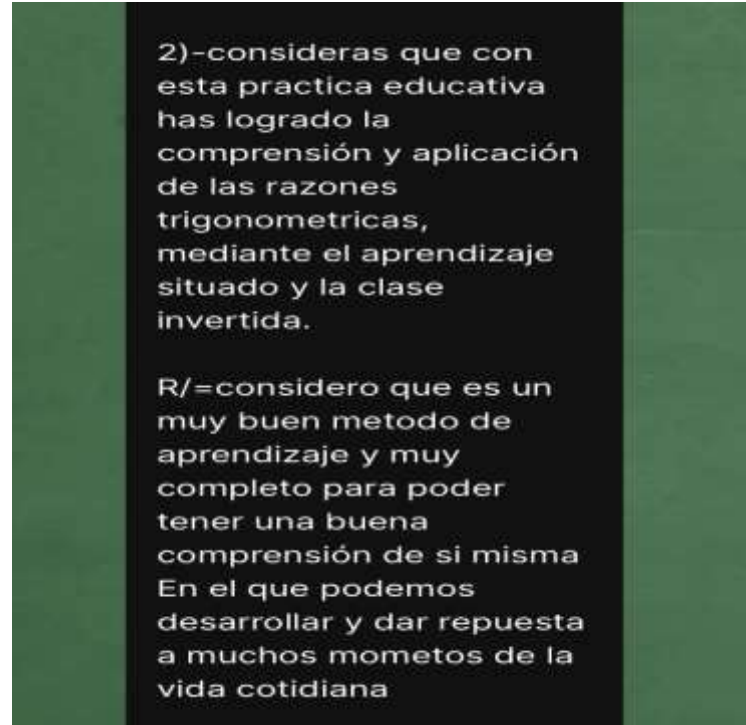 2)-consideras que con
esta practica educativa
has logrado la
comprensión y aplicación
de las razones
trigonometricas,
mediante el aprendizaje
situado y la clase
invertida.
R/=considero que es un
muy buen metodo de
aprendizaje y muy
completo para poder
tener una buena
comprensión de si misma
En el que podemos
desarrollar y dar repuesta
a muchos mometos de la
vida cotidiana